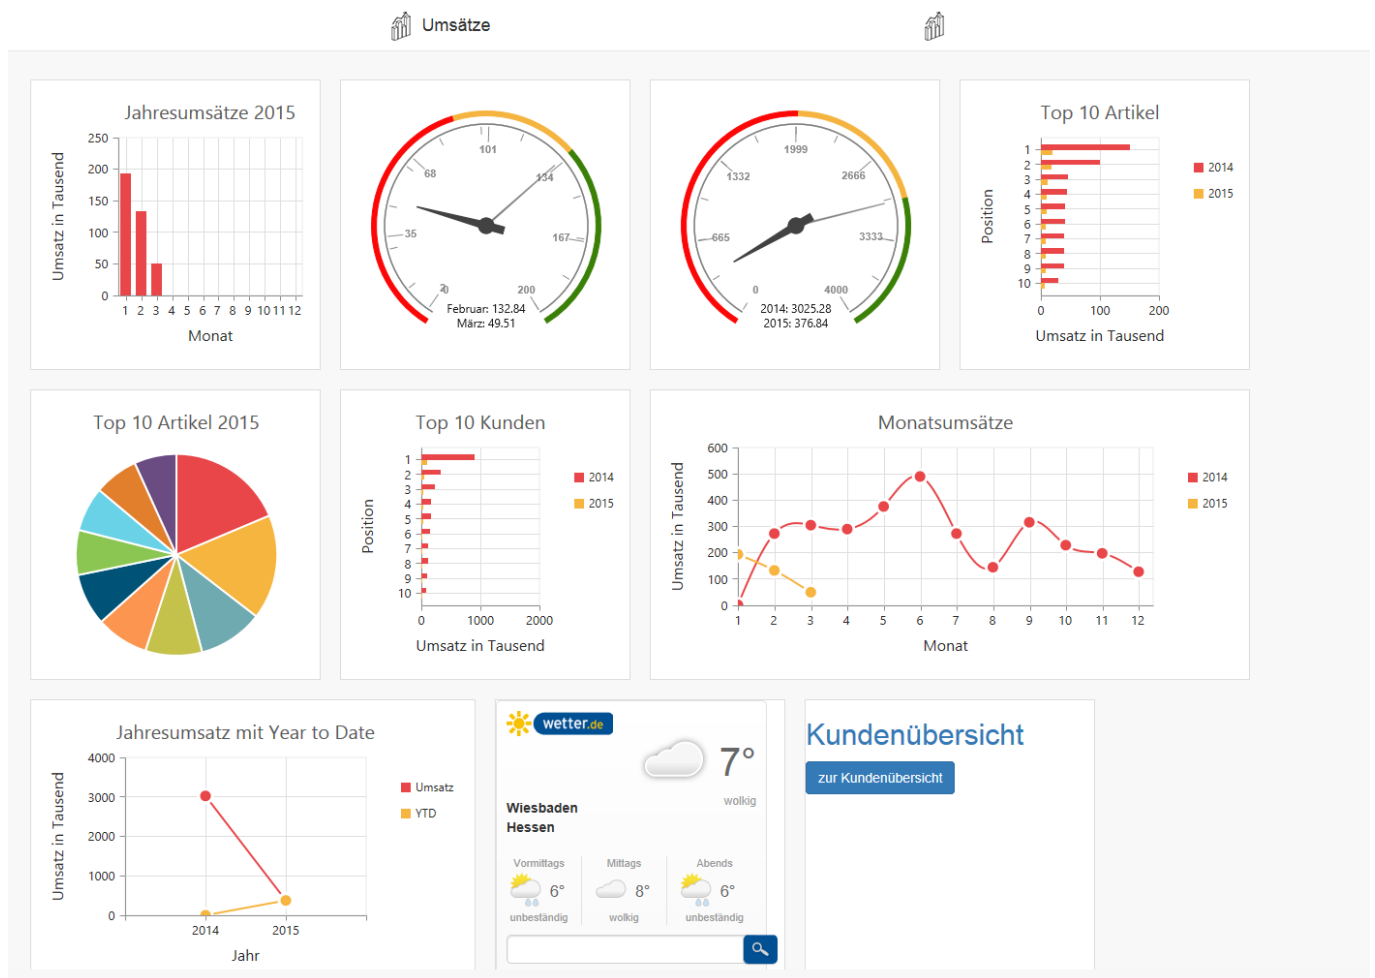 Umsätze
Jahresumsätze 2015
Umsatz in Tausend
250
200
150
100
50
0
1 2 3 4 5 6 7 8 9 10 11 12
Monat
101
68
134
35
167
2 0
200
Februar: 132.84
März: 49.51
1999
1332
2666
665
3333
0
4000
2014: 3025.28
2015: 376.84
Top 10 Artikel
Position
1
2
3
4
5
6
7
8
9
10
0 100 200
Umsatz in Tausend
2014
2015
Top 10 Artikel 2015
Top 10 Kunden
Position
1
2
3
4
5
6
7
8
9
10
0 1000 2000
Umsatz in Tausend
2014
2015
Monatsumsätze
Umsatz in Tausend
600
500
400
300
200
100
0
1 2 3 4 5 6 7 8 9 10 11 12
Monat
2014
2015
Jahresumsatz mit Year to Date
Umsatz in Tausend
4000
3000
2000
1000
0
2014 2015
Jahr
Umsatz
YTD
wetter.de
7°
wolkig
Wiesbaden
Hessen
Vormittags Mittags Abends
6° 8° 6°
unbeständig wolkig unbeständig
Kundenübersicht
zur Kundenübersicht